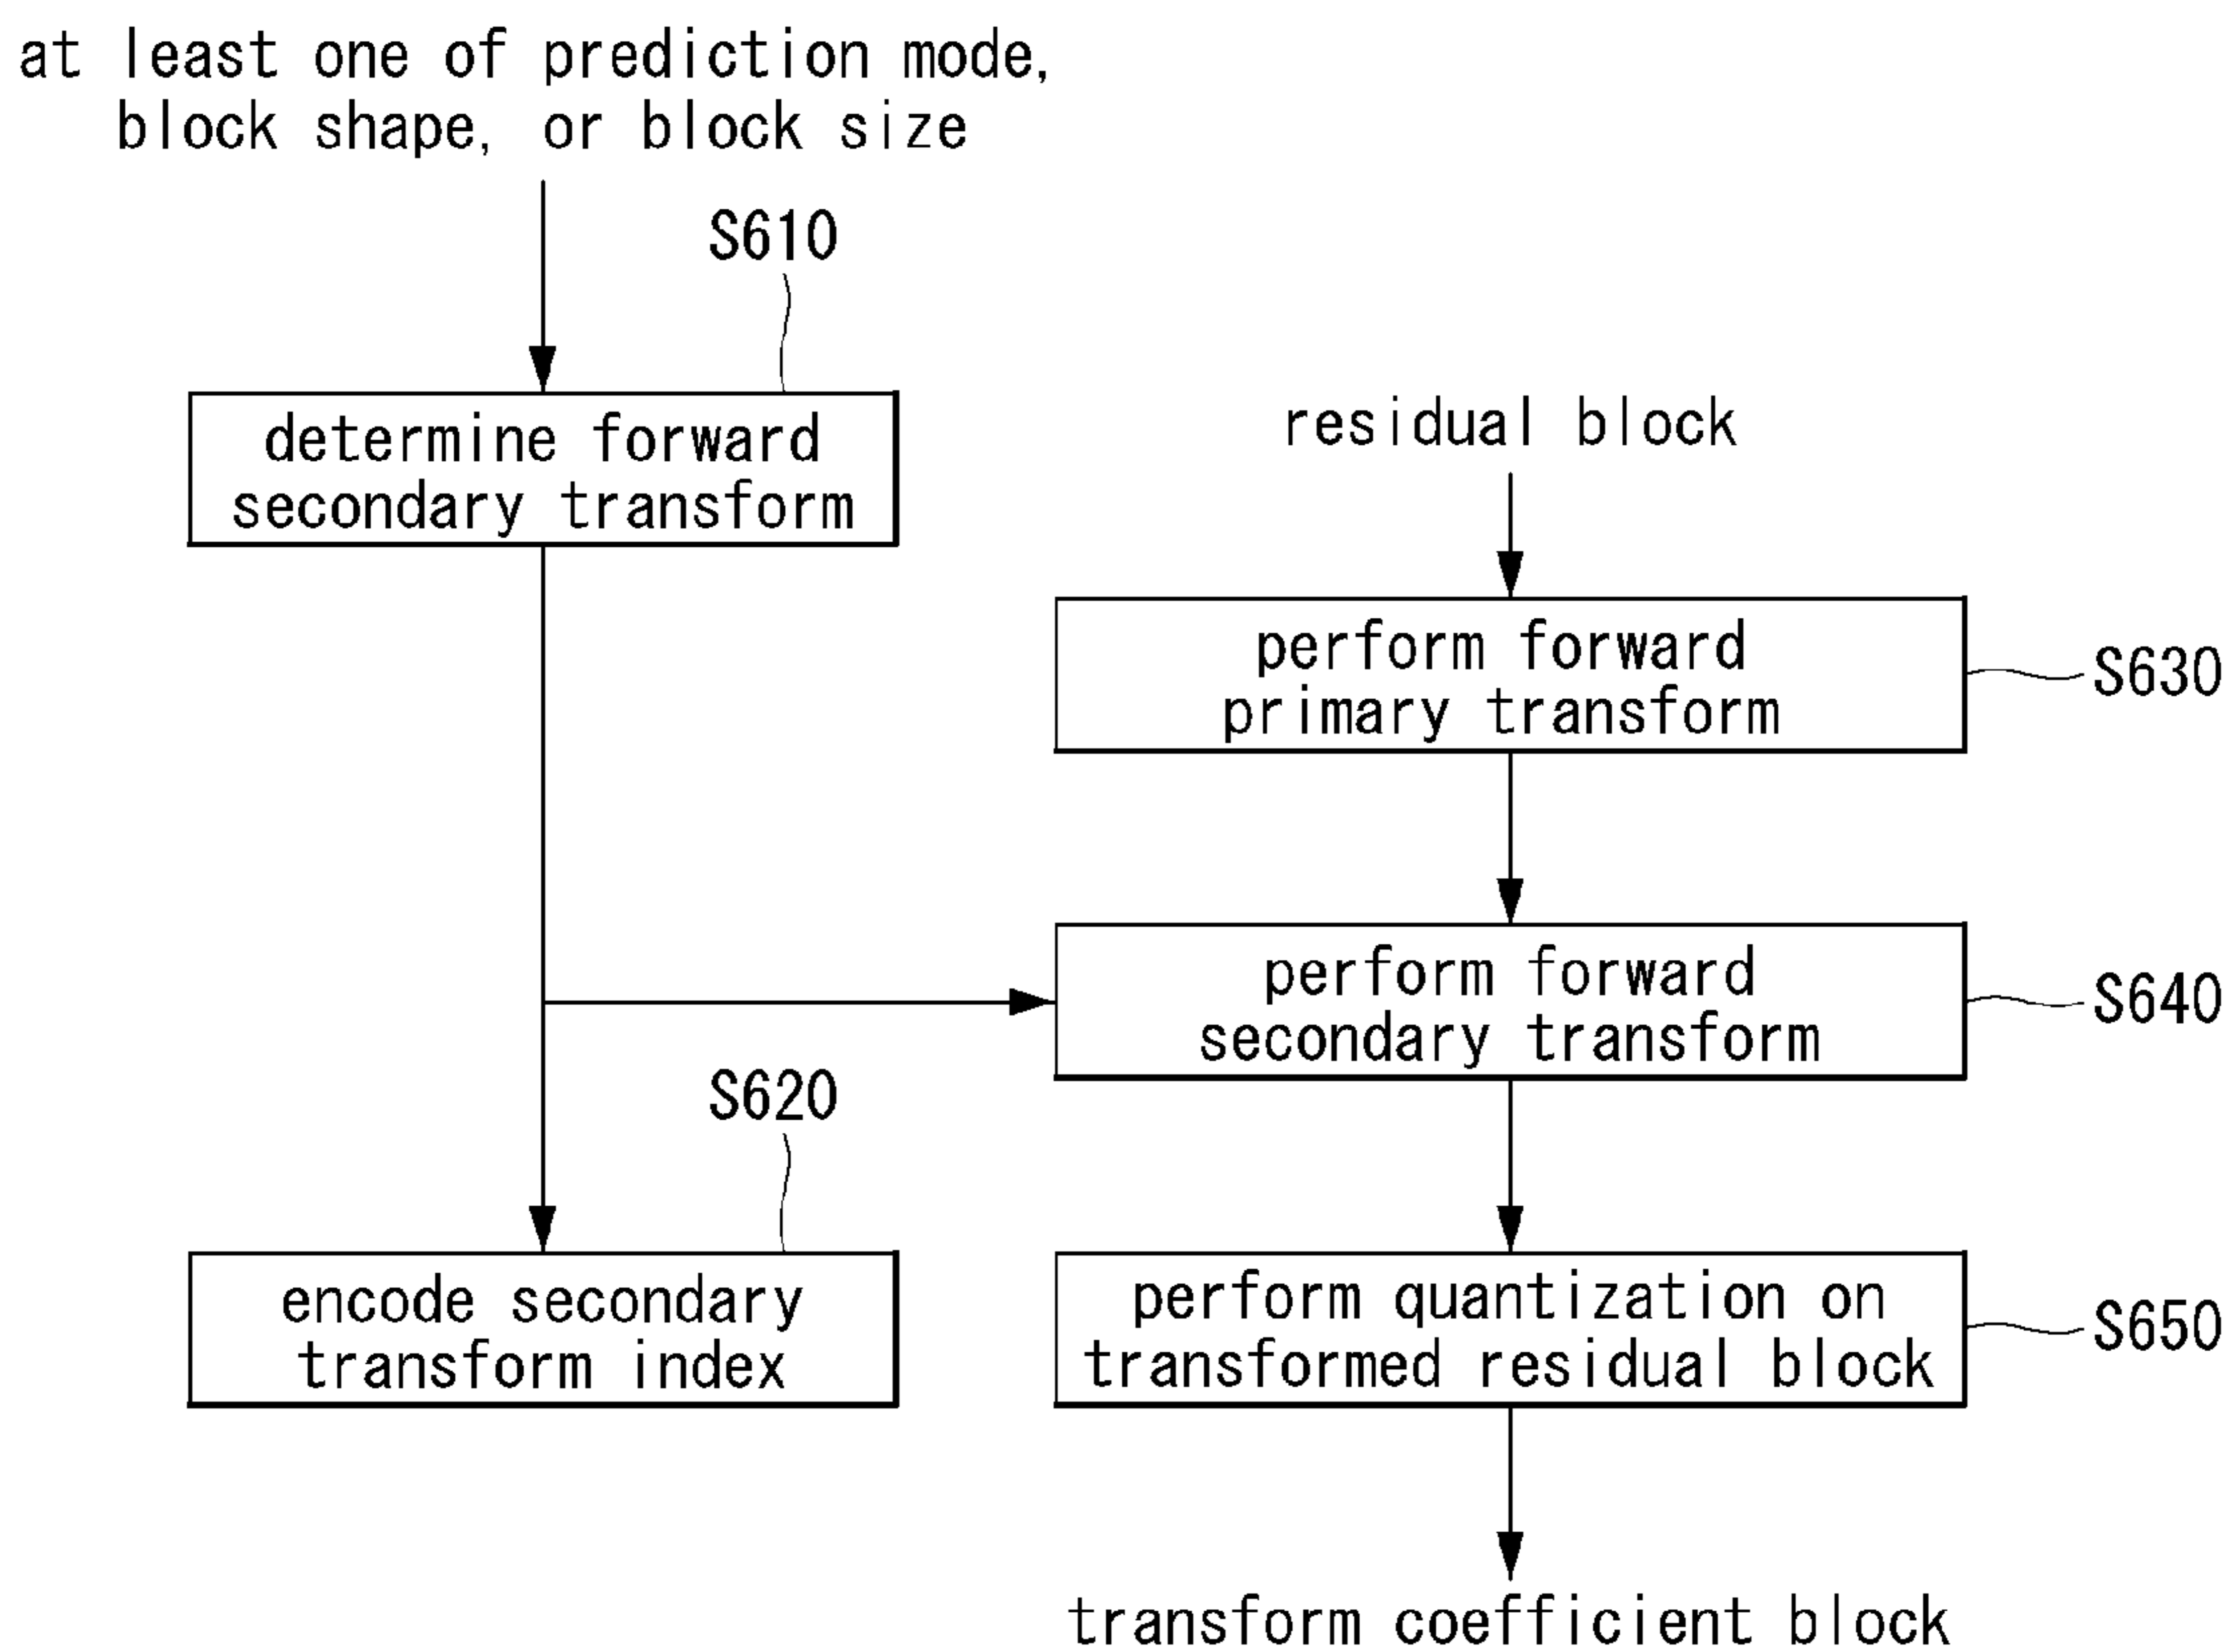 at least one of prediction mode,
block shape, or block size
S610
determine forward
secondary transform
residual block
perform forward
primary transform
S630
perform forward
secondary transform
S640
S620
encode secondary
transform index
perform quantization on
transformed residual block
S650
transform coefficient block